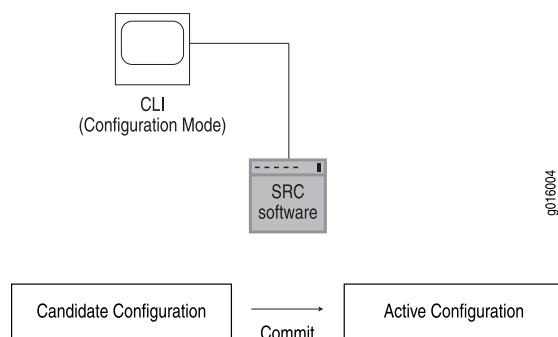 CLI
(Configuration Mode)
SRC
software
g016004
Candidate Configuration
Commit
Active Configuration